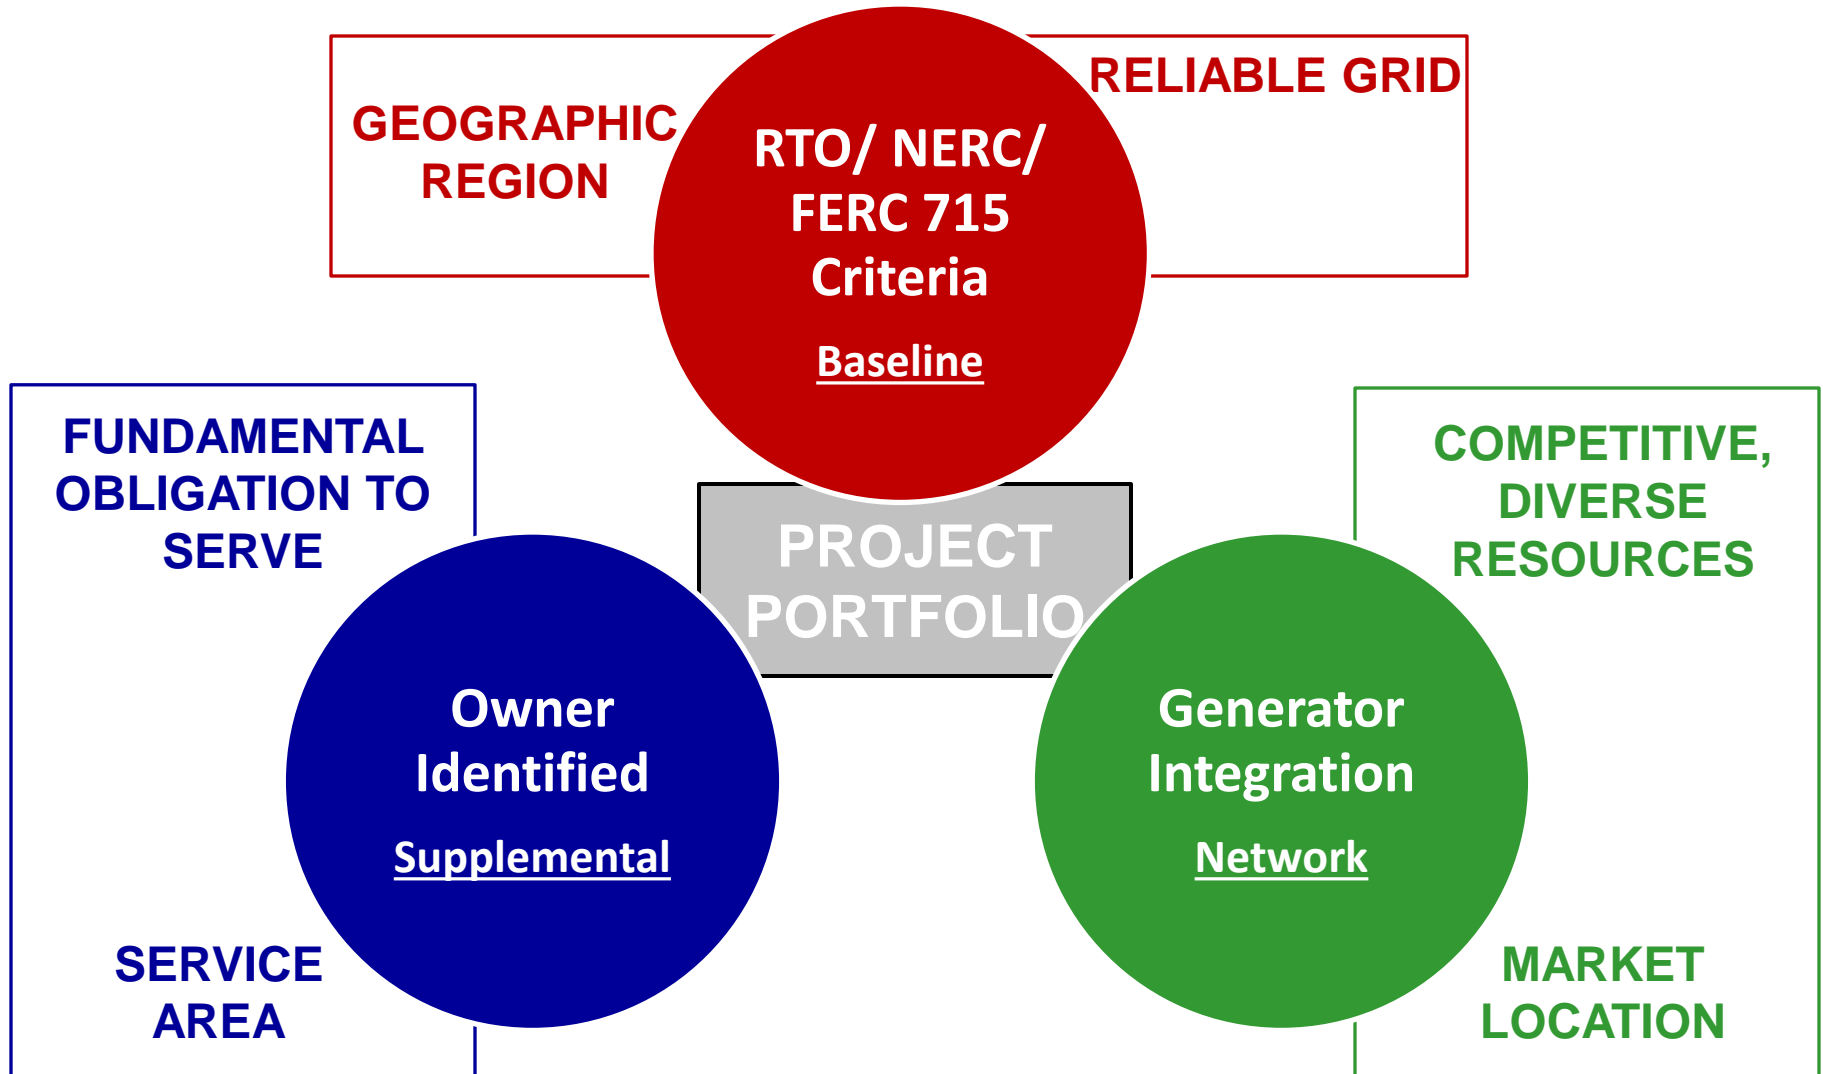 GEOGRAPHIC
REGION
RTO/ NERC/
FERC 715
Criteria
Baseline
RELIABLE GRID
FUNDAMENTAL
OBLIGATION TO
SERVE
PROJECT
PORTFOLIO
COMPETITIVE,
DIVERSE
RESOURCES
Owner
Identified
Supplemental
Generator
Integration
Network
SERVICE
AREA
MARKET
LOCATION